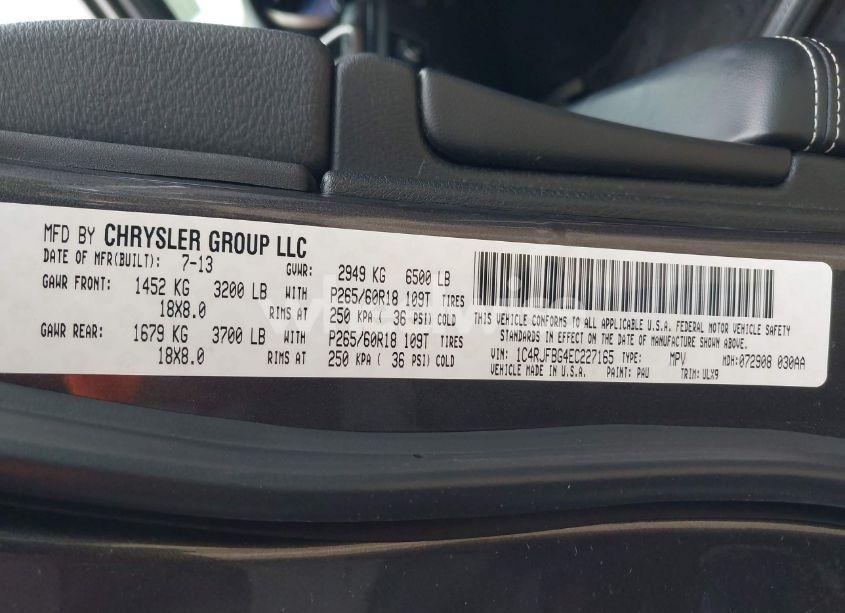 MFD BY CHRYSLER GROUP LLC
DATE OF MFR(BUILT): 7-13 GVWR: 2949 KG 6500 LB
GAWR FRONT: 1452 KG 3200 LB WITH P265/60R18 109T TIRES
18X8.0 RIMS AT 250 KPA ( 36 PSI) COLD
GAWR REAR: 1679 KG 3700 LB WITH P265/60R18 109T TIRES
18X8.0 RIMS AT 250 KPA ( 36 PSI) COLD
THIS VEHICLE CONFORMS TO ALL APPLICABLE U.S.A. FEDERAL MOTOR VEHICLE SAFETY
STANDARDS IN EFFECT ON THE DATE OF MANUFACTURE SHOWN ABOVE.
VIN: 1C4RJFBG4EC227165 TYPE: MPV MDH:072908 030AA
VEHICLE MADE IN U.S.A. PAINT: PAU TRIM: ULX9